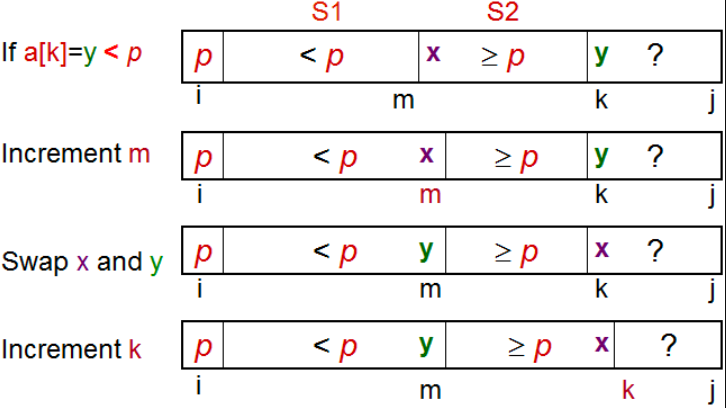 S1 S2
If a[k]=y < p p < p x ≥ p y ?
i m k j
Increment m p < p x ≥ p y ?
i m k j
Swap x and y p < p y ≥ p x ?
i m k j
Increment k p < p y ≥ p x ?
i m k j